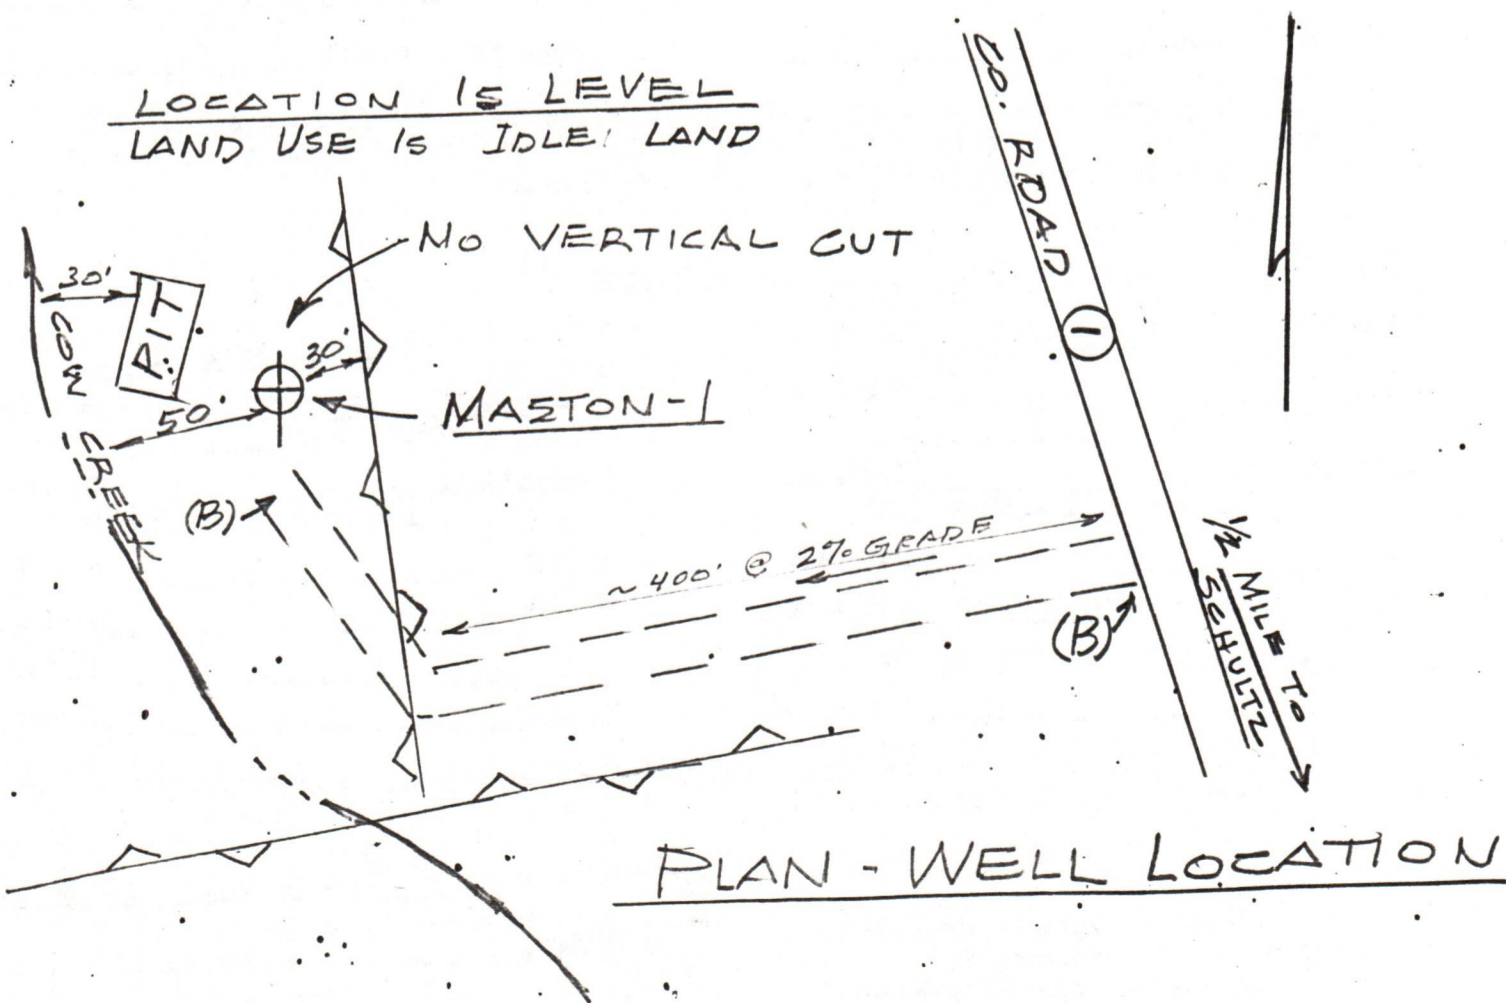 LOCATION IS LEVEL
LAND USE IS IDLE LAND
NO VERTICAL CUT
CO. ROAD
1
30'
PIT
COW CREEK
30'
50'
MASTON-1
(B)
~ 400' @ 2% GRADE
(B)
1/2 MILE TO
SCHULTZ
PLAN - WELL LOCATION